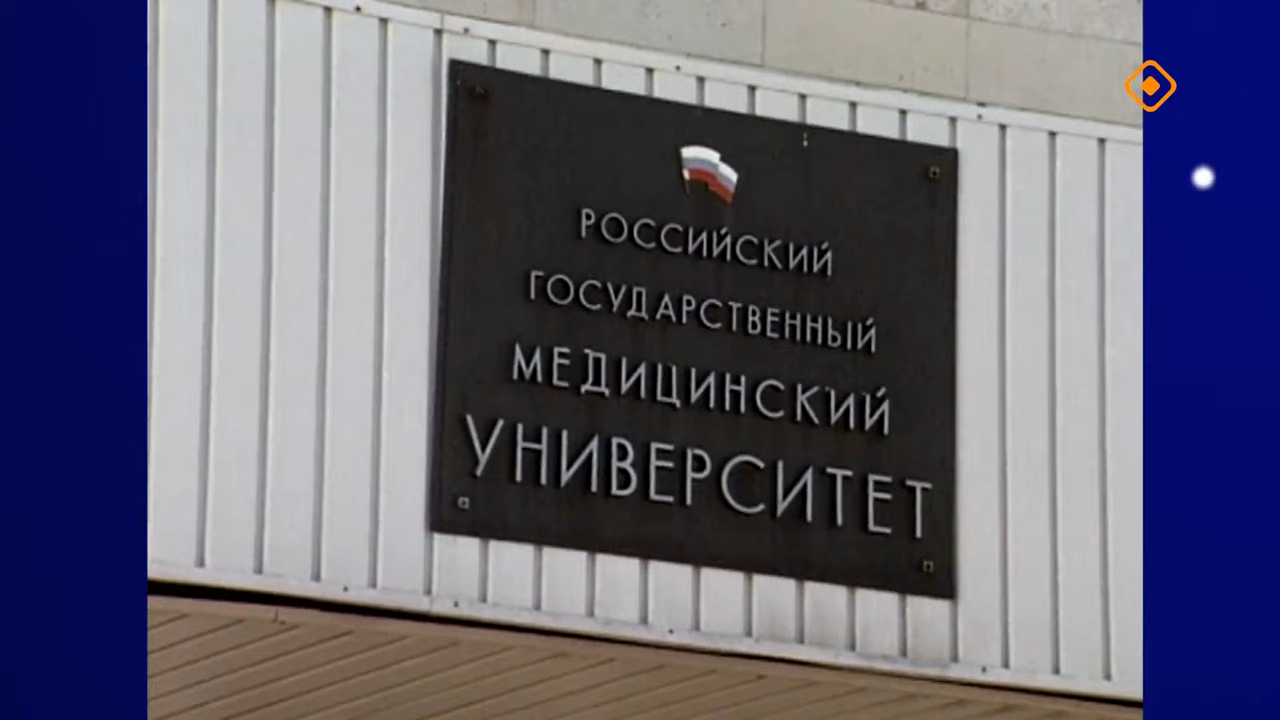 РОССИЙСКИЙ
ГОСУДАРСТВЕННЫЙ
МЕДИЦИНСКИЙ
УНИВЕРСИТЕТ